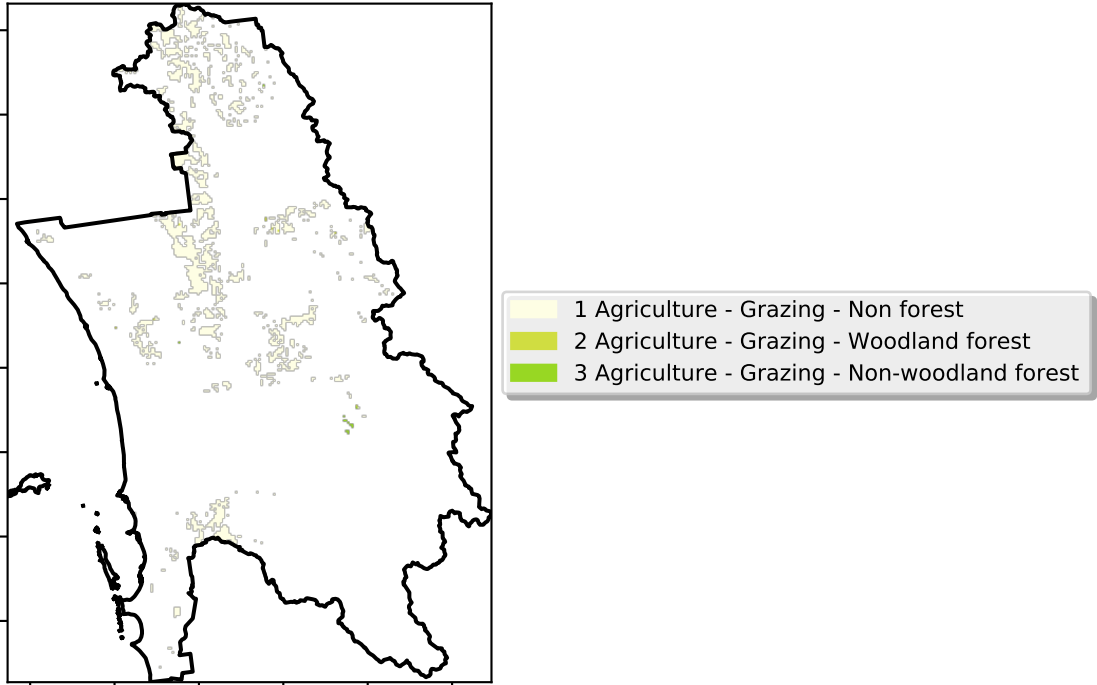 1 Agriculture - Grazing - Non forest
2 Agriculture - Grazing - Woodland forest
3 Agriculture - Grazing - Non-woodland forest